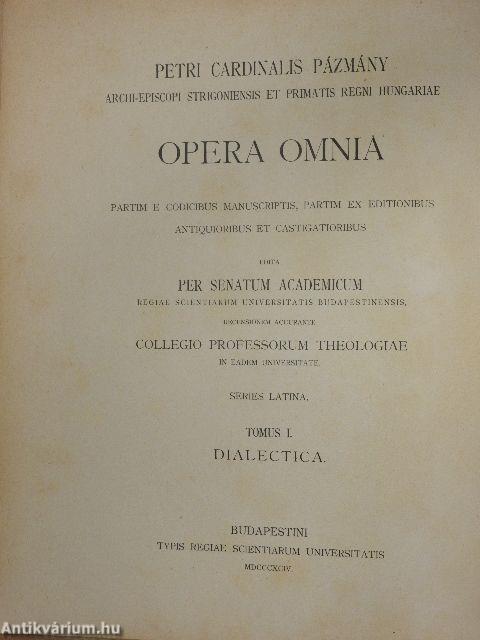 PETRI CARDINALIS PÁZMÁNY
ARCHI-EPISCOPI STRIGONIENSIS ET PRIMATIS REGNI HUNGARIAE
OPERA OMNIA
PARTIM E CODICIBUS MANUSCRIPTIS, PARTIM EX EDITIONIBUS
ANTIQUIORIBUS ET CASTIGATIORIBUS
EDITA
PER SENATUM ACADEMICUM
REGIAE SCIENTIARUM UNIVERSITATIS BUDAPESTINENSIS,
RECENSIONEM ACCURANTE
COLLEGIO PROFESSORUM THEOLOGIAE
IN EADEM UNIVERSITATE.
SERIES LATINA.
TOMUS I.
DIALECTICA.
BUDAPESTINI
TYPIS REGIAE SCIENTIARUM UNIVERSITATIS
MDCCCXCIV.
Antikvárium.hu